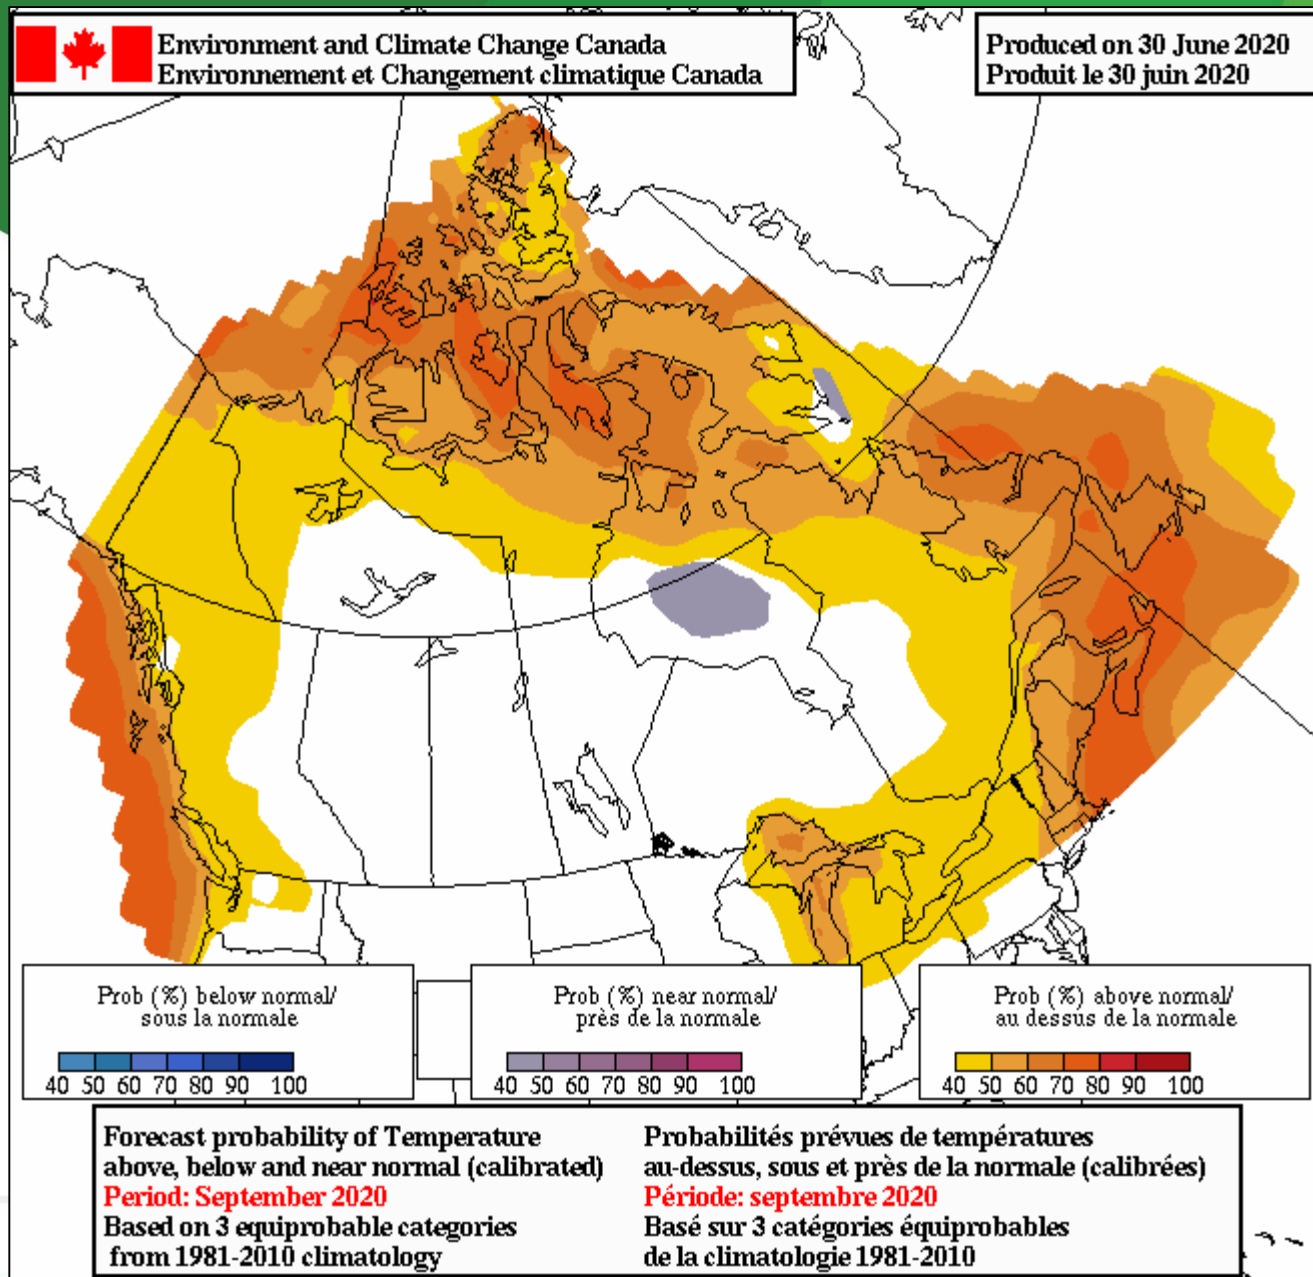 Environment and Climate Change Canada
Environnement et Changement climatique Canada
Produced on 30 June 2020
Produit le 30 juin 2020
Prob (%) below normal/
sous la normale
40 50 60 70 80 90 100
Prob (%) near normal/
près de la normale
40 50 60 70 80 90 100
Prob (%) above normal/
au dessus de la normale
40 50 60 70 80 90 100
Forecast probability of Temperature
above, below and near normal (calibrated)
Period: September 2020
Based on 3 equiprobable categories
from 1981-2010 climatology
Probabilités prévues de températures
au-dessus, sous et près de la normale (calibrées)
Période: septembre 2020
Basé sur 3 catégories équiprobables
de la climatologie 1981-2010